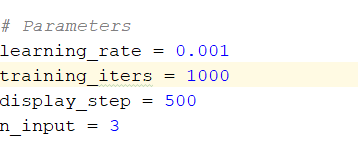 # Parameters
learning_rate = 0.001
training_iters = 1000
display_step = 500
n_input = 3